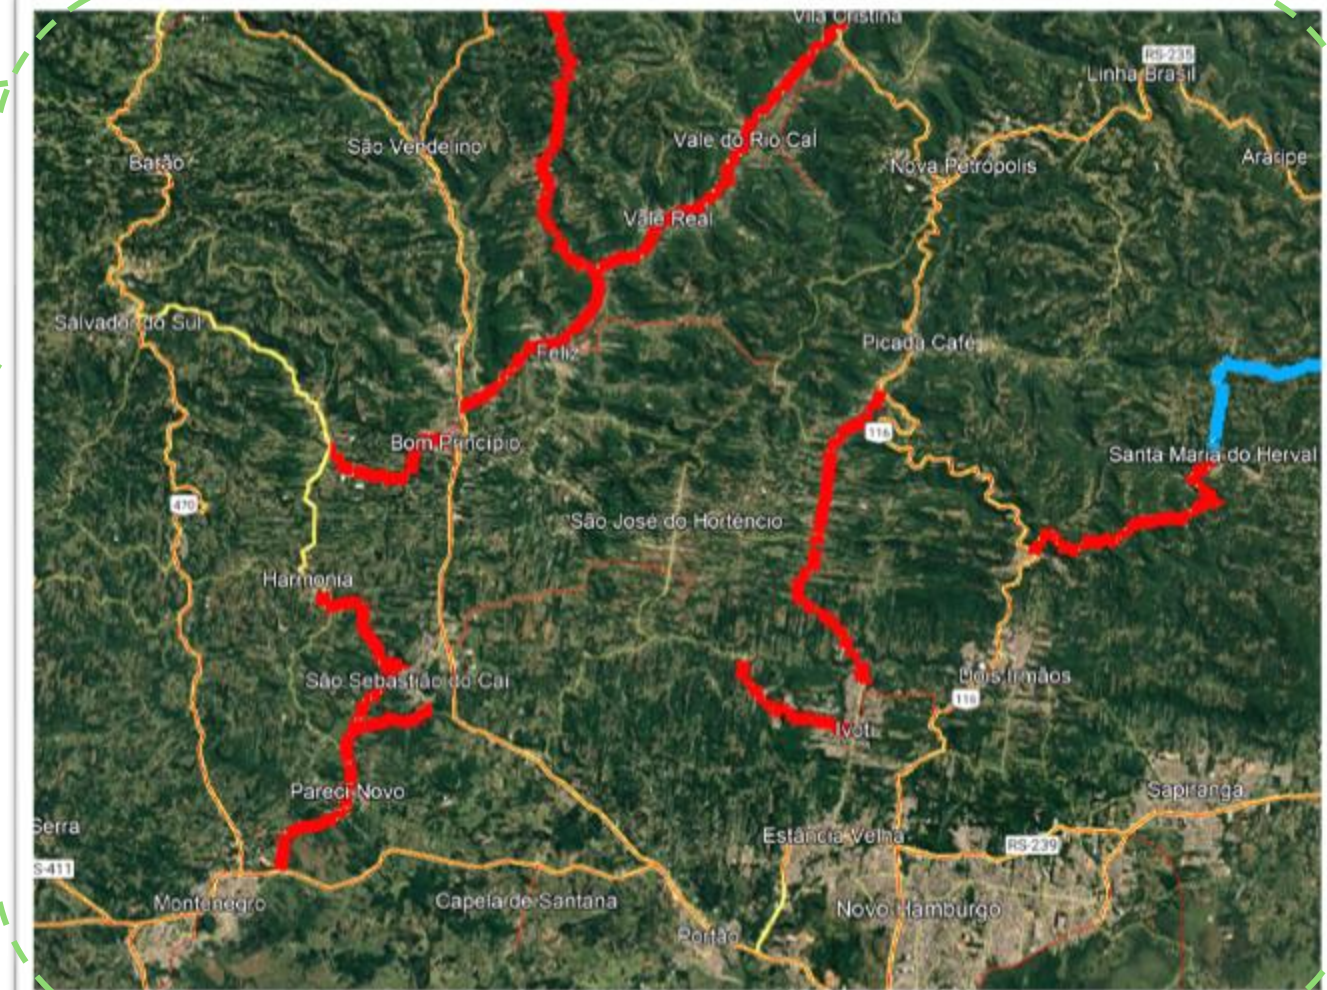 Vila Cristina
RS-235
Linha Brasil
Vale do Rio Caí
São Vendelino
Barão
Nova Petrópolis
Araripe
Vale Real
Salvador do Sul
Picada Café
Feliz
116
Bom Princípio
Santa Maria do Herval
470
São José do Hortêncio
Harmonia
São Sebastião do Caí
Dois Irmãos
116
Ivoti
Pareci Novo
Sapiranga
Serra
Estância Velha
RS-239
S-411
Montenegro
Capela de Santana
Novo Hamburgo
Portão